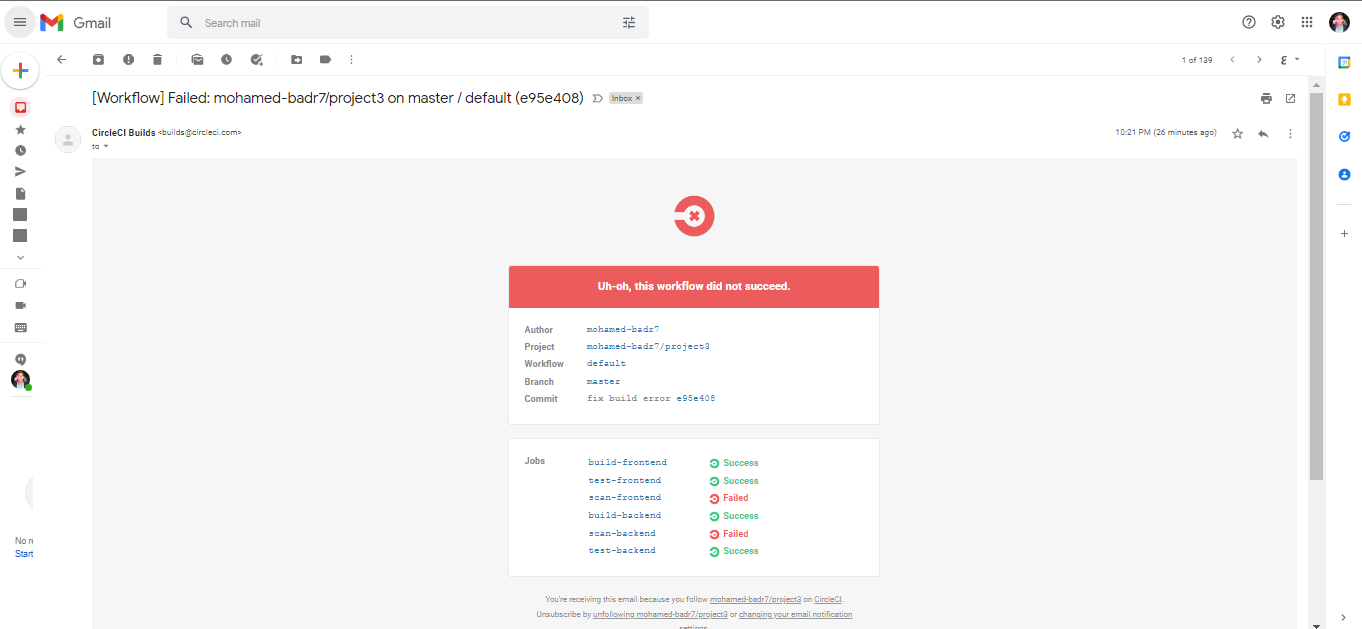 Gmail
Search mail
1 of 139
[Workflow] Failed: mohamed-badr7/project3 on master / default (e95e408)
Inbox ×
CircleCI Builds <builds@circleci.com>
10:21 PM (26 minutes ago)
to
Uh-oh, this workflow did not succeed.
Author mohamed-badr7
Project mohamed-badr7/project3
Workflow default
Branch master
Commit fix build error e95e408
Jobs build-frontend Success
test-frontend Success
scan-frontend Failed
build-backend Success
scan-backend Failed
test-backend Success
No r
Start
You're receiving this email because you follow mohamed-badr7/project3 on CircleCI.
Unsubscribe by unfollowing mohamed-badr7/project3 or changing your email notification
settings